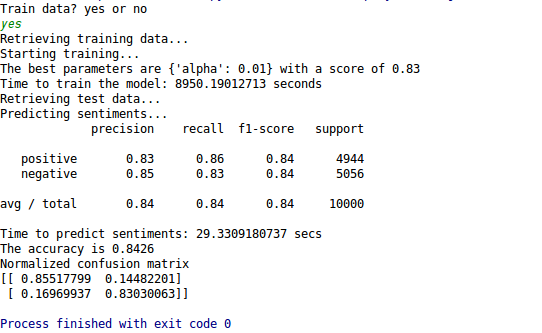 Train data? yes or no
yes
Retrieving training data...
Starting training...
The best parameters are {'alpha': 0.01} with a score of 0.83
Time to train the model: 8950.19012713 seconds
Retrieving test data...
Predicting sentiments...
             precision    recall  f1-score   support

   positive       0.83      0.86      0.84      4944
   negative       0.85      0.83      0.84      5056

avg / total       0.84      0.84      0.84     10000

Time to predict sentiments: 29.3309180737 secs
The accuracy is 0.8426
Normalized confusion matrix
[[ 0.85517799  0.14482201]
 [ 0.16969937  0.83030063]]

Process finished with exit code 0